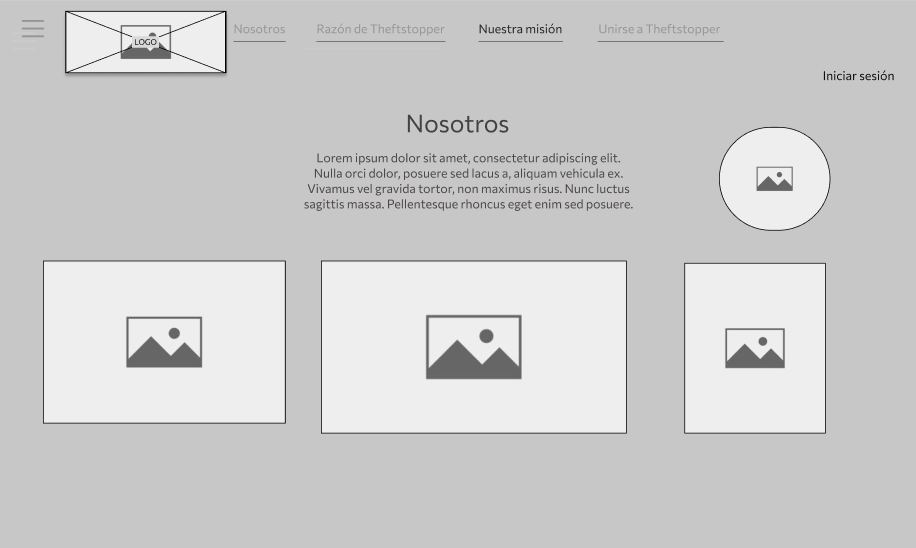 LOGO
Nosotros
Razón de Theftstopper
Nuestra misión
Unirse a Theftstopper
Iniciar sesión
Nosotros
Lorem ipsum dolor sit amet, consectetur adipiscing elit.
Nulla orci dolor, posuere sed lacus a, aliquam vehicula ex.
Vivamus vel gravida tortor, non maximus risus. Nunc luctus
sagittis massa. Pellentesque rhoncus eget enim sed posuere.